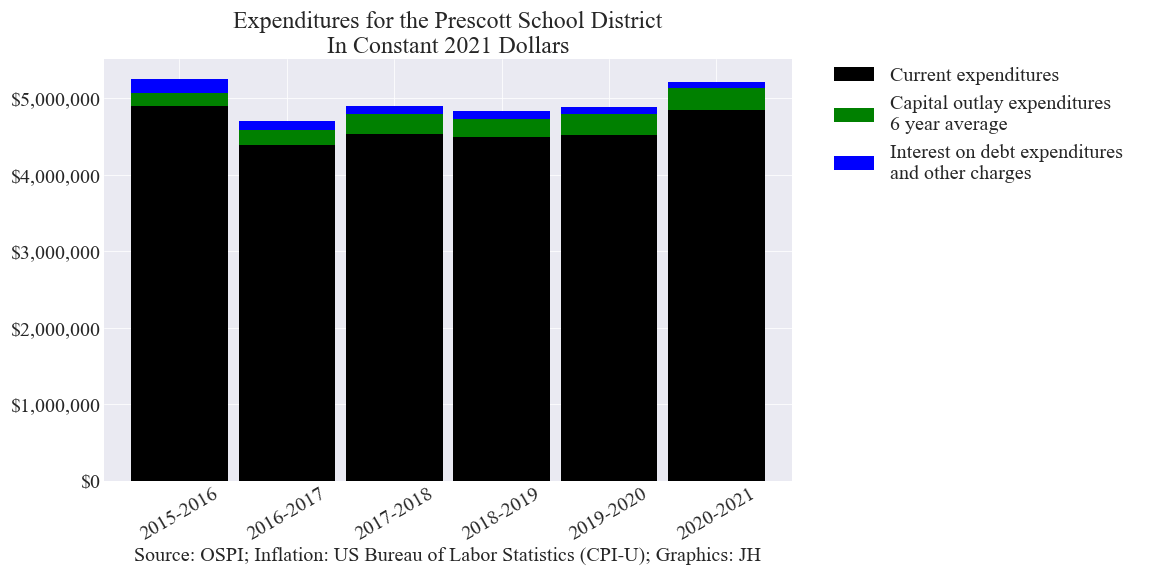 Expenditures for the Prescott School District
In Constant 2021 Dollars
$5,000,000
$4,000,000
$3,000,000
$2,000,000
$1,000,000
$0
2015-2016
2016-2017
2017-2018
2018-2019
2019-2020
2020-2021
Source: OSPI; Inflation: US Bureau of Labor Statistics (CPI-U); Graphics: JH
Current expenditures
Capital outlay expenditures
6 year average
Interest on debt expenditures
and other charges